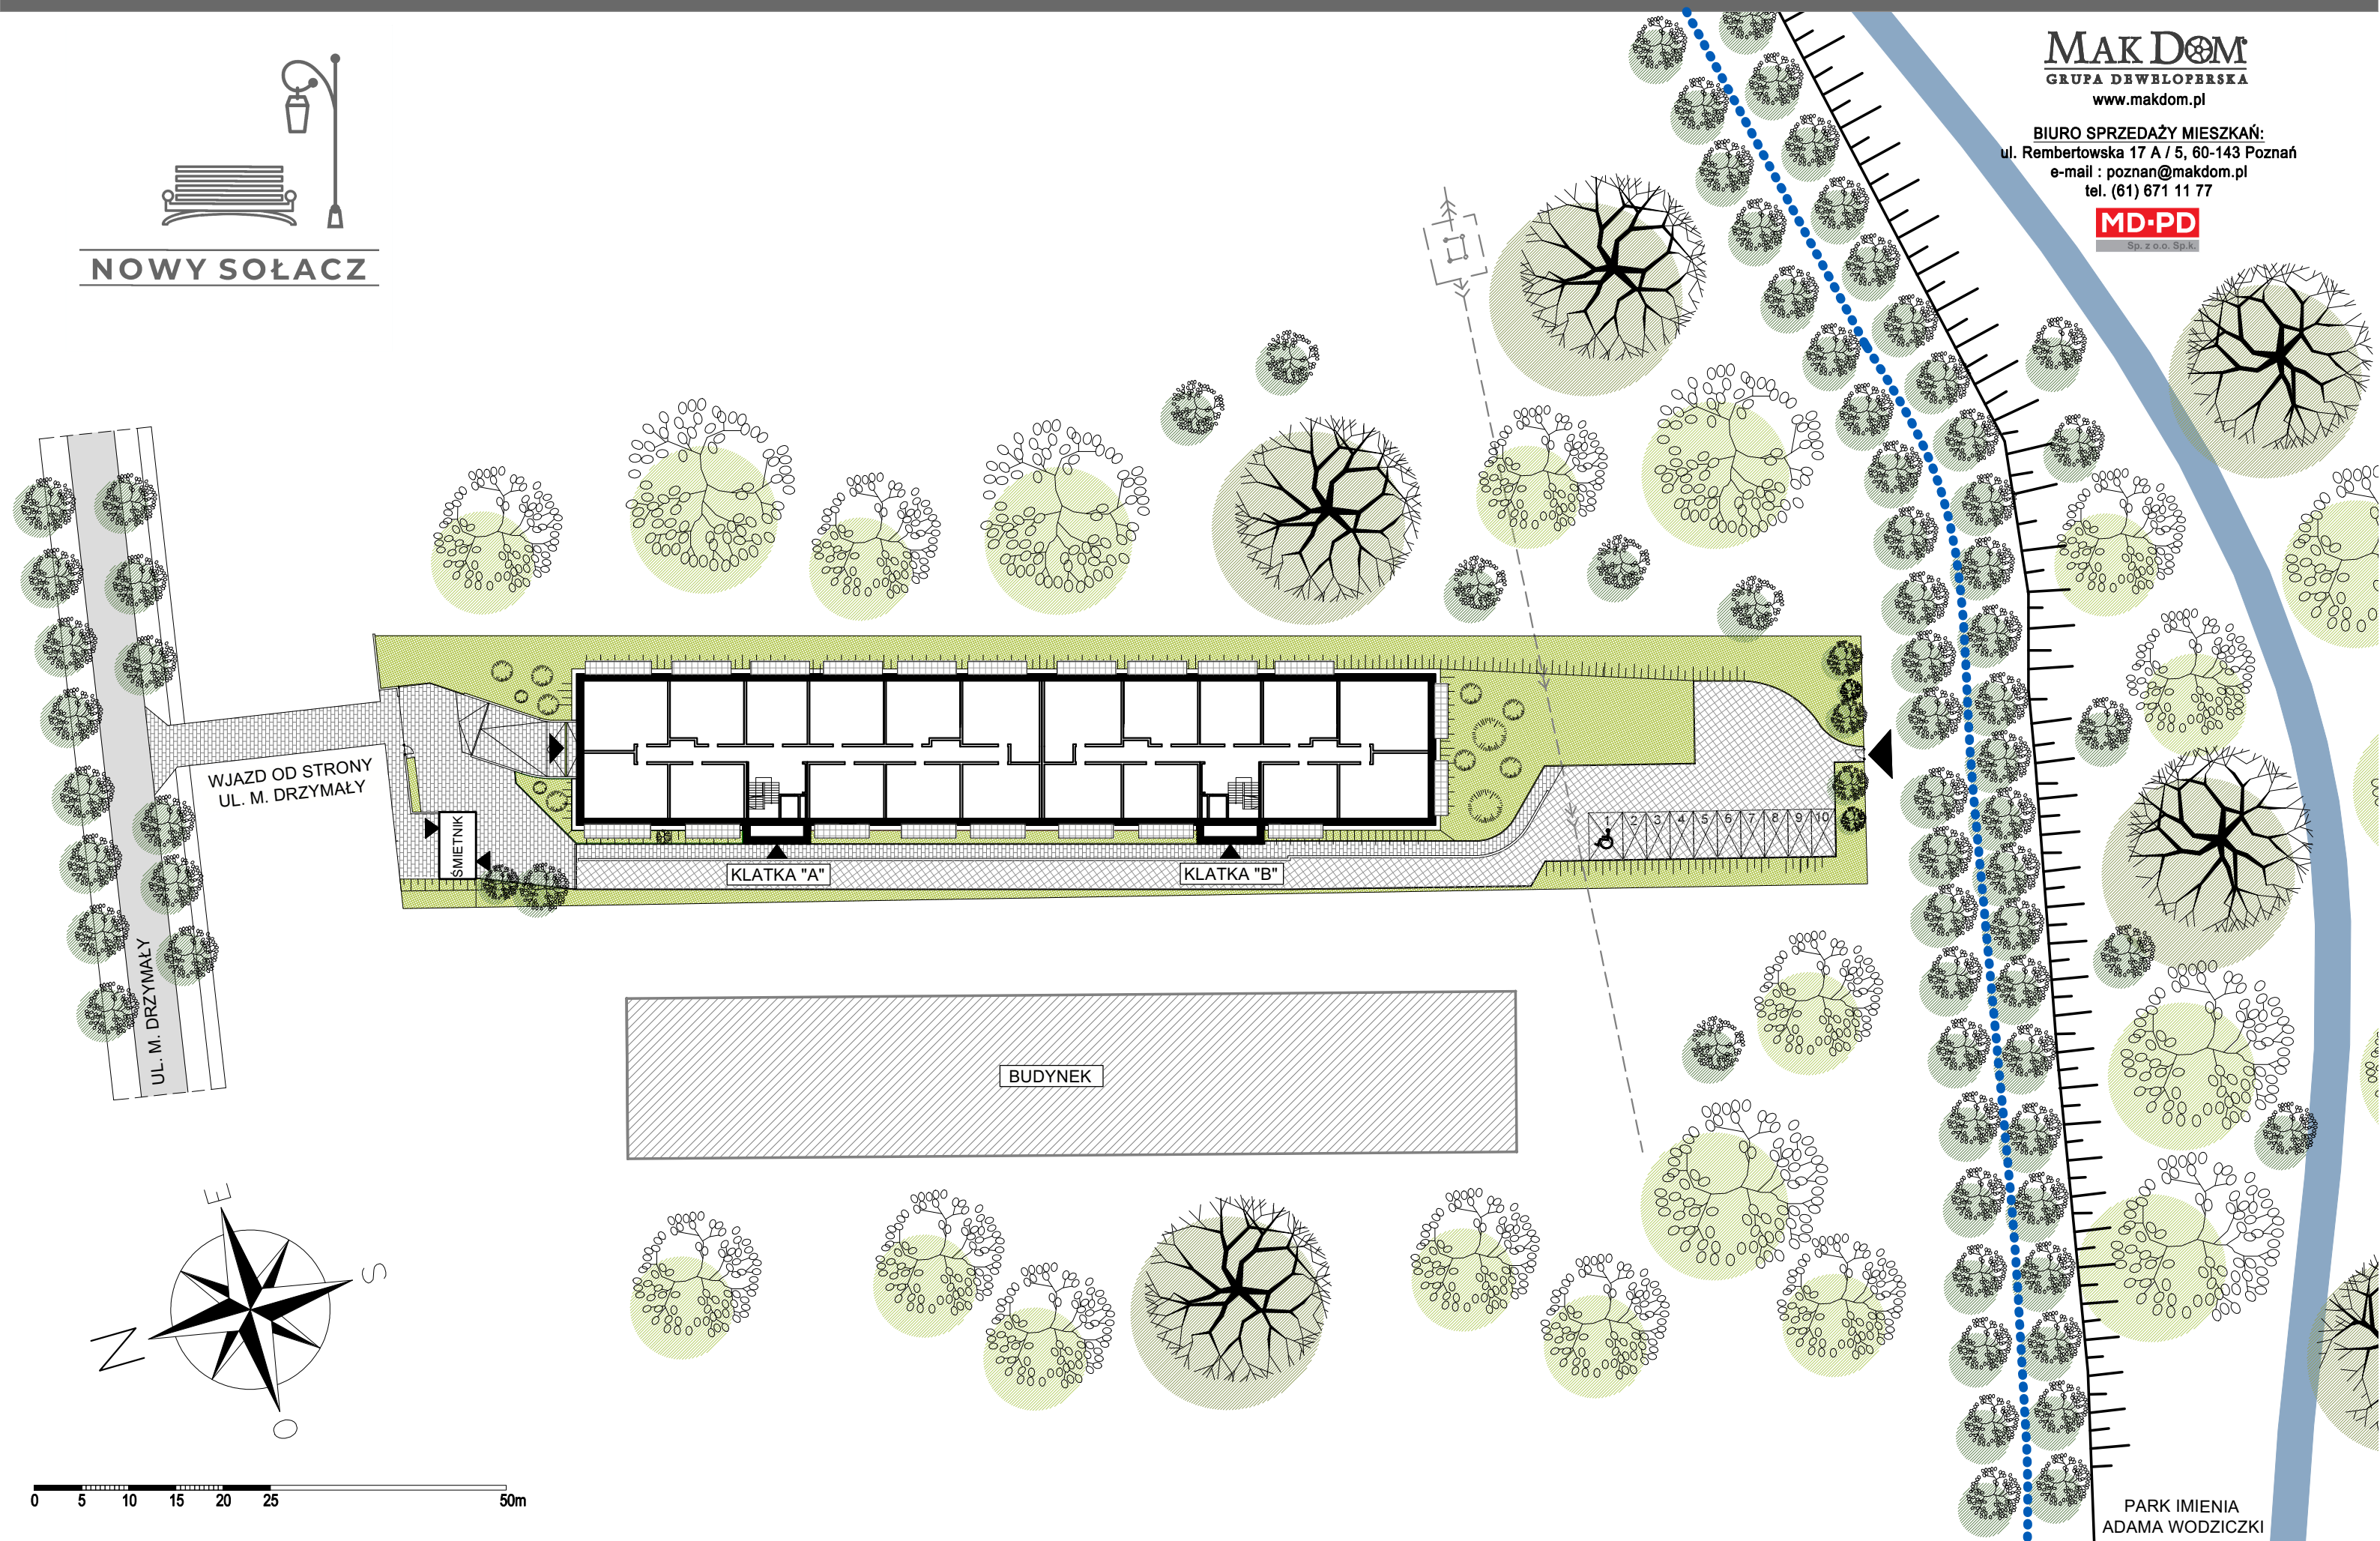 NOWY SOŁACZ
MAK DOM
GRUPA DEWELOPERSKA
www.makdom.pl
BIURO SPRZEDAŻY MIESZKAŃ:
ul. Rembertowska 17 A / 5, 60-143 Poznań
e-mail : poznan@makdom.pl
tel. (61) 671 11 77
MD·PD
Sp. z o.o. Sp.k.
WJAZD OD STRONY
UL. M. DRZYMAŁY
ŚMIETNIK
KLATKA "A"
KLATKA "B"
1 2 3 4 5 6 7 8 9 10
UL. M. DRZYMAŁY
BUDYNEK
E
S
N
O
0 5 10 15 20 25 50m
PARK IMIENIA
ADAMA WODZICZKI